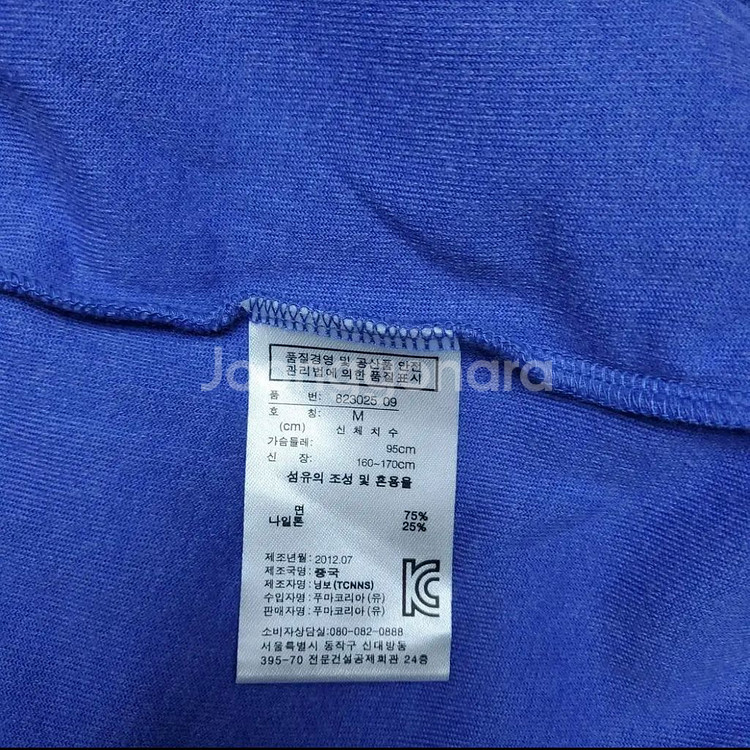 품질경영 및 공산품 안전
관리법에 의한 품질표시
Joonggonara
품 번: 823025 09
호 칭: M
(cm) 신 체 치 수
가슴둘레: 95cm
신 장: 160~170cm
섬유의 조성 및 혼용율
면 75%
나일론 25%
제조년월:2012.07
제조국명: 중국
제조자명: 닝보(TCNNS)
수입자명: 푸마코리아(유)
판매자명: 푸마코리아(유)
소비자상담실:080-082-0888
서울특별시 동작구 신대방동
395-70 전문건설공제회관 24층